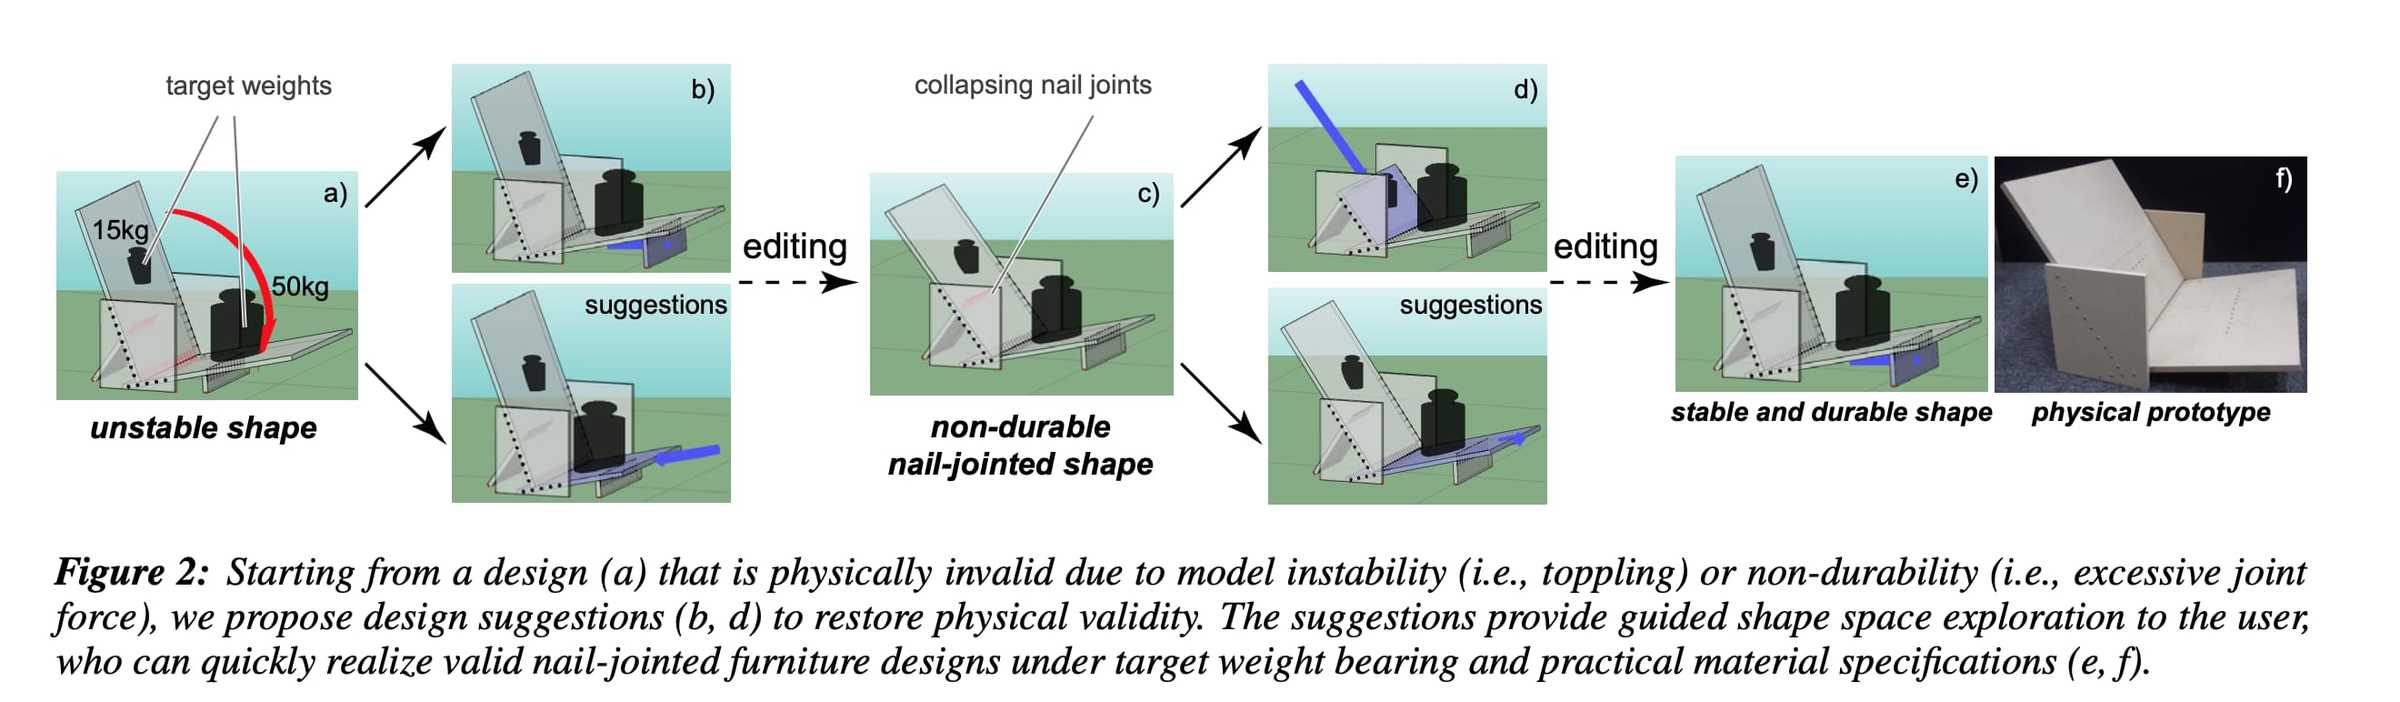 target weights
a)
15kg
50kg
unstable shape
b)
suggestions
editing
collapsing nail joints
c)
non-durable
nail-jointed shape
d)
suggestions
editing
e)
stable and durable shape
f)
physical prototype
Figure 2: Starting from a design (a) that is physically invalid due to model instability (i.e., toppling) or non-durability (i.e., excessive joint
force), we propose design suggestions (b, d) to restore physical validity. The suggestions provide guided shape space exploration to the user,
who can quickly realize valid nail-jointed furniture designs under target weight bearing and practical material specifications (e, f).